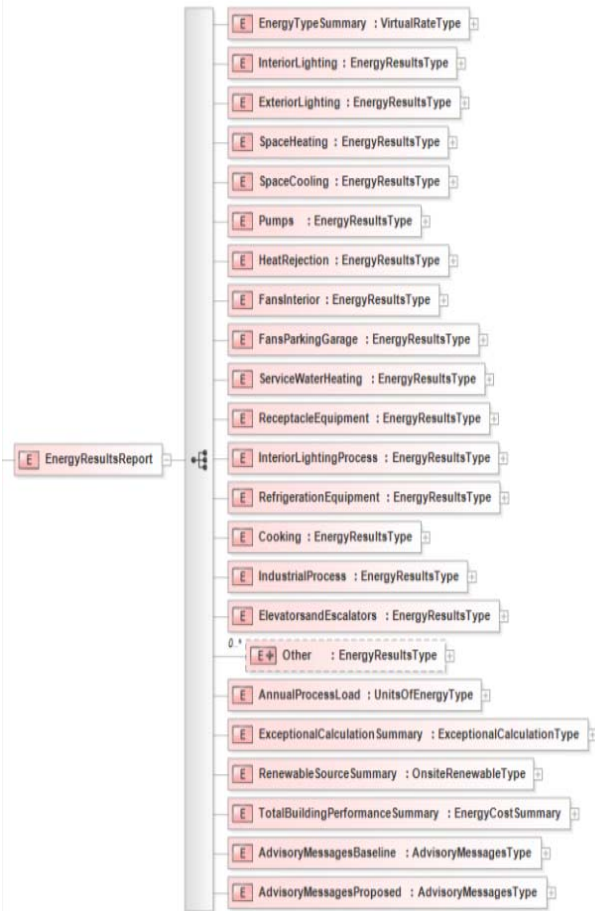 E EnergyTypeSummary : VirtualRateType
E InteriorLighting : EnergyResultsType
E ExteriorLighting : EnergyResultsType
E SpaceHeating : EnergyResultsType
E SpaceCooling : EnergyResultsType
E Pumps : EnergyResultsType
E HeatRejection : EnergyResultsType
E FansInterior : EnergyResultsType
E FansParkingGarage : EnergyResultsType
E ServiceWaterHeating : EnergyResultsType
E ReceptacleEquipment : EnergyResultsType
E EnergyResultsReport
E InteriorLightingProcess : EnergyResultsType
E RefrigerationEquipment : EnergyResultsType
E Cooking : EnergyResultsType
E IndustrialProcess : EnergyResultsType
E ElevatorsandEscalators : EnergyResultsType
0..*
E Other : EnergyResultsType
E AnnualProcessLoad : UnitsOfEnergyType
E ExceptionalCalculationSummary : ExceptionalCalculationType
E RenewableSourceSummary : OnsiteRenewableType
E TotalBuildingPerformanceSummary : EnergyCostSummary
E AdvisoryMessagesBaseline : AdvisoryMessagesType
E AdvisoryMessagesProposed : AdvisoryMessagesType